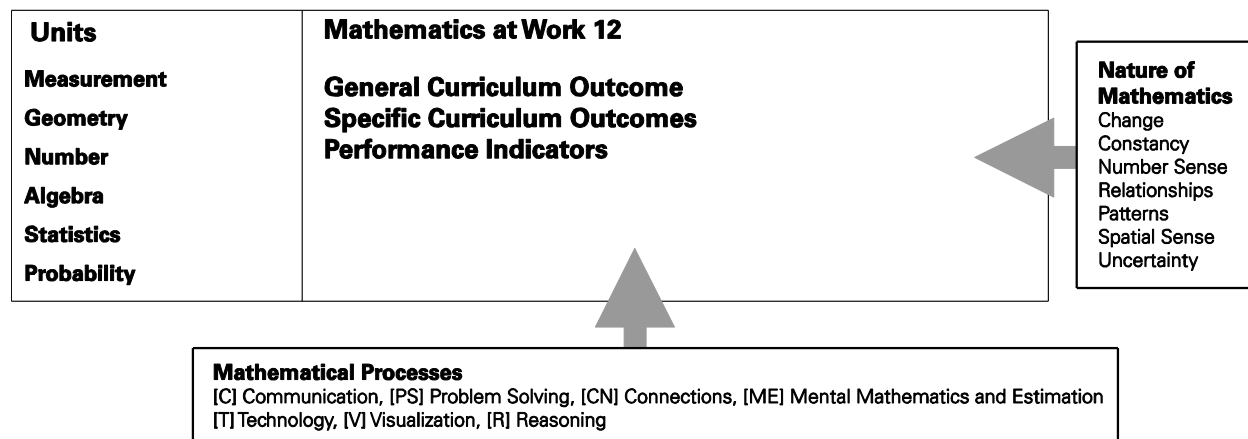 Units
Measurement
Geometry
Number
Algebra
Statistics
Probability
Mathematics at Work 12
General Curriculum Outcome
Specific Curriculum Outcomes
Performance Indicators
Nature of
Mathematics
Change
Constancy
Number Sense
Relationships
Patterns
Spatial Sense
Uncertainty
Mathematical Processes
[C] Communication, [PS] Problem Solving, [CN] Connections, [ME] Mental Mathematics and Estimation
[T] Technology, [V] Visualization, [R] Reasoning